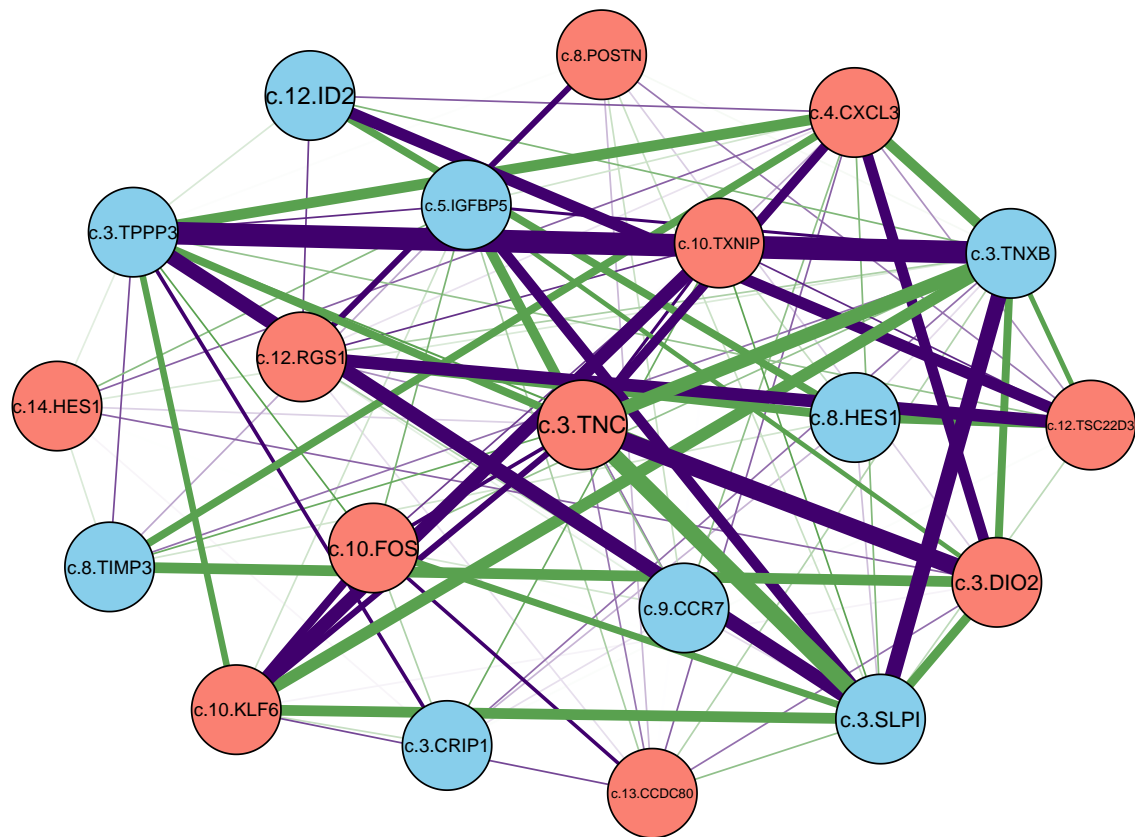 c.8.POSTN
c.12.ID2
c.4.CXCL3
c.5.IGFBP5
c.3.TPPP3
c.10.TXNIP
c.3.TNXB
c.12.RGS1
c.14.HES1
c.3.TNC
c.8.HES1
c.12.TSC22D3
c.10.FOS
c.8.TIMP3
c.3.DIO2
c.9.CCR7
c.10.KLF6
c.3.SLPI
c.3.CRIP1
c.13.CCDC80